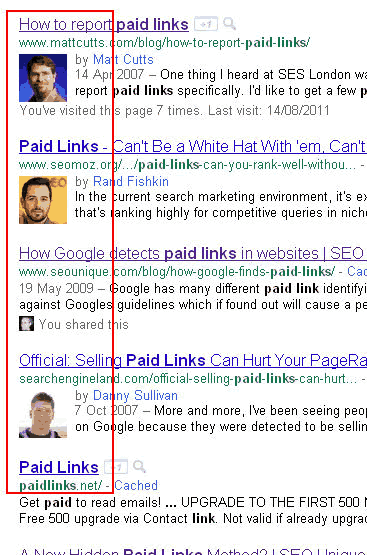 How to report paid links +1
www.mattcutts.com/blog/how-to-report-paid-links/
by Matt Cutts
14 Apr 2007 – One thing I heard at SES London wa
report paid links specifically. I'd like to get a few p
You've visited this page 7 times. Last visit: 14/08/2011
Paid Links - Can't Be a White Hat With 'em, Can't
www.seomoz.org/.../paid-links-can-you-rank-well-withou... -
by Rand Fishkin
In the current search marketing environment, it's ex
that's ranking highly for competitive queries in nich
How Google detects paid links in websites | SEO
www.seounique.com/blog/how-google-finds-paid-link/ - Cac
19 May 2009 – Google has many different paid link identifyi
against Googles guidelines which if found out will cause a pe
You shared this
Official: Selling Paid Links Can Hurt Your PageRa
searchengineland.com/official-selling-paid-links-can-hurt... -
by Danny Sullivan
7 Oct 2007 – More and more, I've been seeing peop
on Google because they were detected to be sellin
Paid Links +1
paidlinks.net/ - Cached
Get paid to read emails! ... UPGRADE TO THE FIRST 500 M
Free 500 upgrade via Contact link. Not valid if already upgrad
A New Hidden Paid Links Method? | SEO Unique